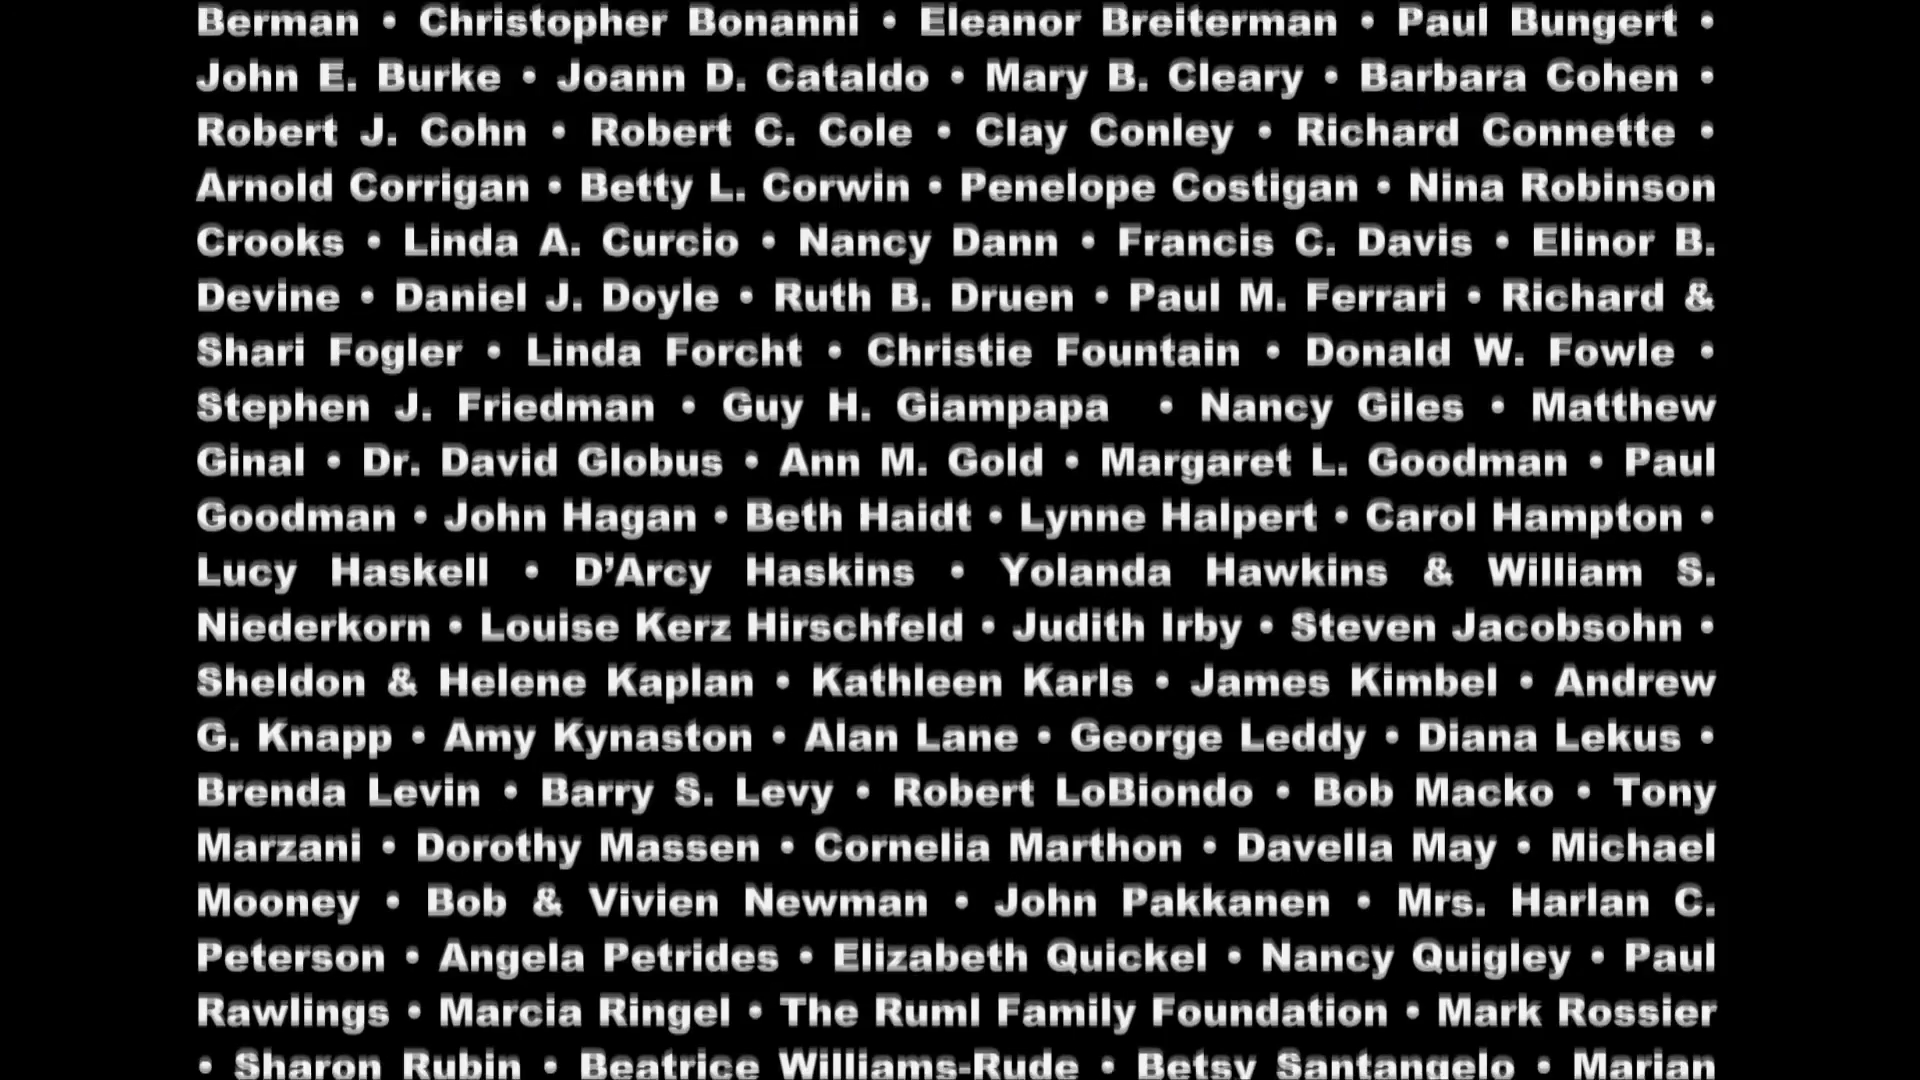 Berman • Christopher Bonanni • Eleanor Breiterman • Paul Bungert •
John E. Burke • Joann D. Cataldo • Mary B. Cleary • Barbara Cohen •
Robert J. Cohn • Robert C. Cole • Clay Conley • Richard Connette •
Arnold Corrigan • Betty L. Corwin • Penelope Costigan • Nina Robinson
Crooks • Linda A. Curcio • Nancy Dann • Francis C. Davis • Elinor B.
Devine • Daniel J. Doyle • Ruth B. Druen • Paul M. Ferrari • Richard &
Shari Fogler • Linda Forcht • Christie Fountain • Donald W. Fowle •
Stephen J. Friedman • Guy H. Giampapa • Nancy Giles • Matthew
Ginal • Dr. David Globus • Ann M. Gold • Margaret L. Goodman • Paul
Goodman • John Hagan • Beth Haidt • Lynne Halpert • Carol Hampton •
Lucy Haskell • D’Arcy Haskins • Yolanda Hawkins & William S.
Niederkorn • Louise Kerz Hirschfeld • Judith Irby • Steven Jacobsohn •
Sheldon & Helene Kaplan • Kathleen Karls • James Kimbel • Andrew
G. Knapp • Amy Kynaston • Alan Lane • George Leddy • Diana Lekus •
Brenda Levin • Barry S. Levy • Robert LoBiondo • Bob Macko • Tony
Marzani • Dorothy Massen • Cornelia Marthon • Davella May • Michael
Mooney • Bob & Vivien Newman • John Pakkanen • Mrs. Harlan C.
Peterson • Angela Petrides • Elizabeth Quickel • Nancy Quigley • Paul
Rawlings • Marcia Ringel • The Ruml Family Foundation • Mark Rossier
• Sharon Rubin • Beatrice Williams-Rude • Betsy Santangelo • Marian